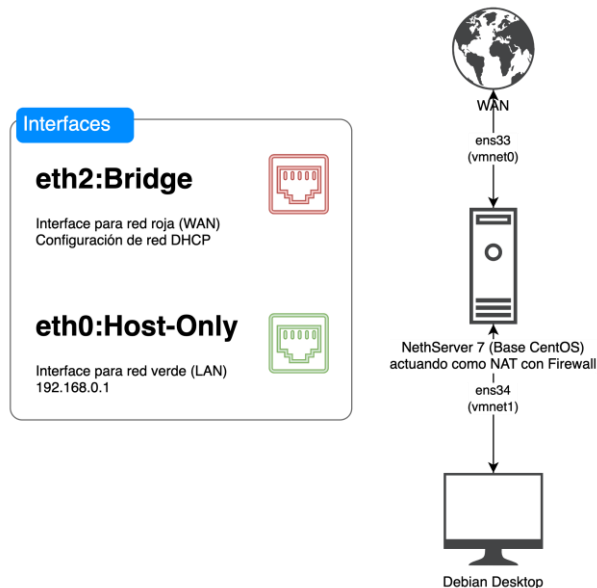 Interfaces
eth2:Bridge
Interface para red roja (WAN)
Configuración de red DHCP
eth0:Host-Only
Interface para red verde (LAN)
192.168.0.1
WAN
ens33
(vmnet0)
NethServer 7 (Base CentOS)
actuando como NAT con Firewall
ens34
(vmnet1)
Debian Desktop